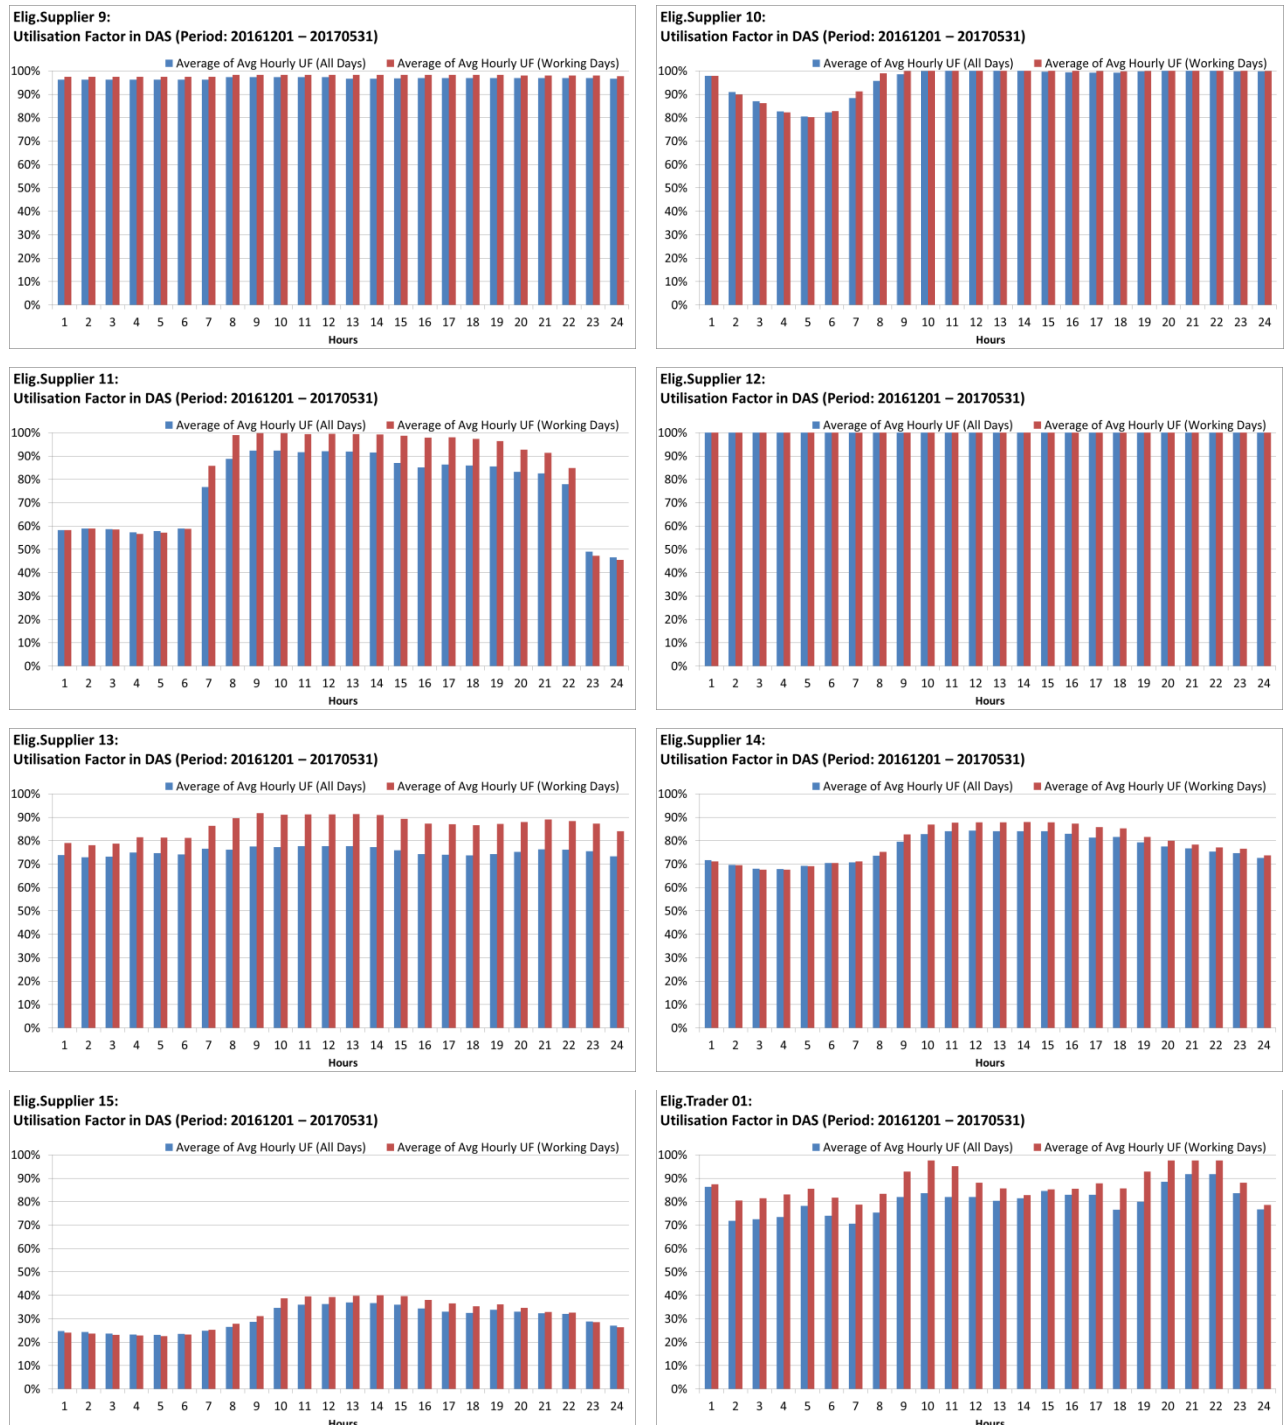 Elig.Supplier 9:
Utilisation Factor in DAS (Period: 20161201 – 20170531)
Average of Avg Hourly UF (All Days) Average of Avg Hourly UF (Working Days)
100%
90%
80%
70%
60%
50%
40%
30%
20%
10%
0%
1 2 3 4 5 6 7 8 9 10 11 12 13 14 15 16 17 18 19 20 21 22 23 24
Hours
Elig.Supplier 10:
Utilisation Factor in DAS (Period: 20161201 – 20170531)
Average of Avg Hourly UF (All Days) Average of Avg Hourly UF (Working Days)
100%
90%
80%
70%
60%
50%
40%
30%
20%
10%
0%
1 2 3 4 5 6 7 8 9 10 11 12 13 14 15 16 17 18 19 20 21 22 23 24
Hours
Elig.Supplier 11:
Utilisation Factor in DAS (Period: 20161201 – 20170531)
Average of Avg Hourly UF (All Days) Average of Avg Hourly UF (Working Days)
100%
90%
80%
70%
60%
50%
40%
30%
20%
10%
0%
1 2 3 4 5 6 7 8 9 10 11 12 13 14 15 16 17 18 19 20 21 22 23 24
Hours
Elig.Supplier 12:
Utilisation Factor in DAS (Period: 20161201 – 20170531)
Average of Avg Hourly UF (All Days) Average of Avg Hourly UF (Working Days)
100%
90%
80%
70%
60%
50%
40%
30%
20%
10%
0%
1 2 3 4 5 6 7 8 9 10 11 12 13 14 15 16 17 18 19 20 21 22 23 24
Hours
Elig.Supplier 13:
Utilisation Factor in DAS (Period: 20161201 – 20170531)
Average of Avg Hourly UF (All Days) Average of Avg Hourly UF (Working Days)
100%
90%
80%
70%
60%
50%
40%
30%
20%
10%
0%
1 2 3 4 5 6 7 8 9 10 11 12 13 14 15 16 17 18 19 20 21 22 23 24
Hours
Elig.Supplier 14:
Utilisation Factor in DAS (Period: 20161201 – 20170531)
Average of Avg Hourly UF (All Days) Average of Avg Hourly UF (Working Days)
100%
90%
80%
70%
60%
50%
40%
30%
20%
10%
0%
1 2 3 4 5 6 7 8 9 10 11 12 13 14 15 16 17 18 19 20 21 22 23 24
Hours
Elig.Supplier 15:
Utilisation Factor in DAS (Period: 20161201 – 20170531)
Average of Avg Hourly UF (All Days) Average of Avg Hourly UF (Working Days)
100%
90%
80%
70%
60%
50%
40%
30%
20%
10%
0%
1 2 3 4 5 6 7 8 9 10 11 12 13 14 15 16 17 18 19 20 21 22 23 24
Hours
Elig.Trader 01:
Utilisation Factor in DAS (Period: 20161201 – 20170531)
Average of Avg Hourly UF (All Days) Average of Avg Hourly UF (Working Days)
100%
90%
80%
70%
60%
50%
40%
30%
20%
10%
0%
1 2 3 4 5 6 7 8 9 10 11 12 13 14 15 16 17 18 19 20 21 22 23 24
Hours